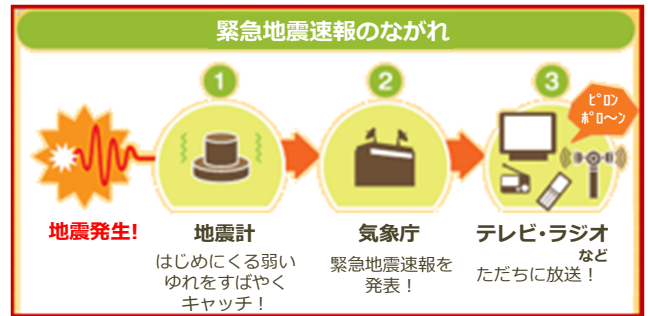 緊急地震速報のながれ
1
2
3
ﾋﾟﾛﾝ
ﾎﾟﾛ～ﾝ
地震発生!
地震計
はじめにくる弱い
ゆれをすばやく
キャッチ！
気象庁
緊急地震速報を
発表！
テレビ・ラジオ
など
ただちに放送！